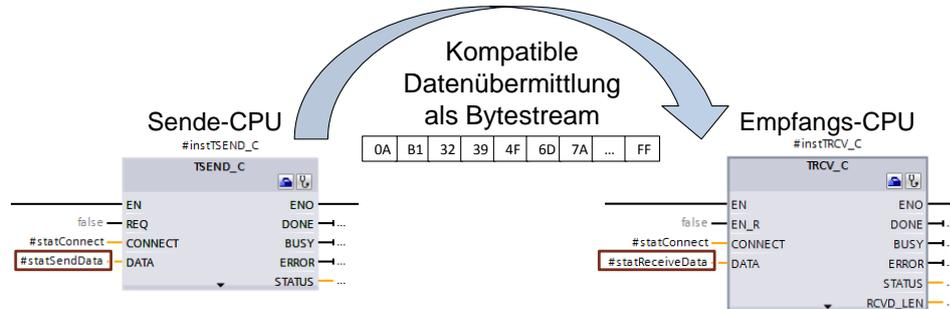 Kompatible
Datenübermittlung
als Bytestream
0A B1 32 39 4F 6D 7A ... FF
Sende-CPU
#instTSEND_C
TSEND_C
EN ENO
false REQ DONE ...
#statConnect CONNECT BUSY ...
#statSendData DATA ERROR ...
STATUS ...
Empfangs-CPU
#instTRCV_C
TRCV_C
EN ENO
false EN_R DONE ...
#statConnect CONNECT BUSY ...
#statReceiveData DATA ERROR ...
STATUS ...
RCVD_LEN ...